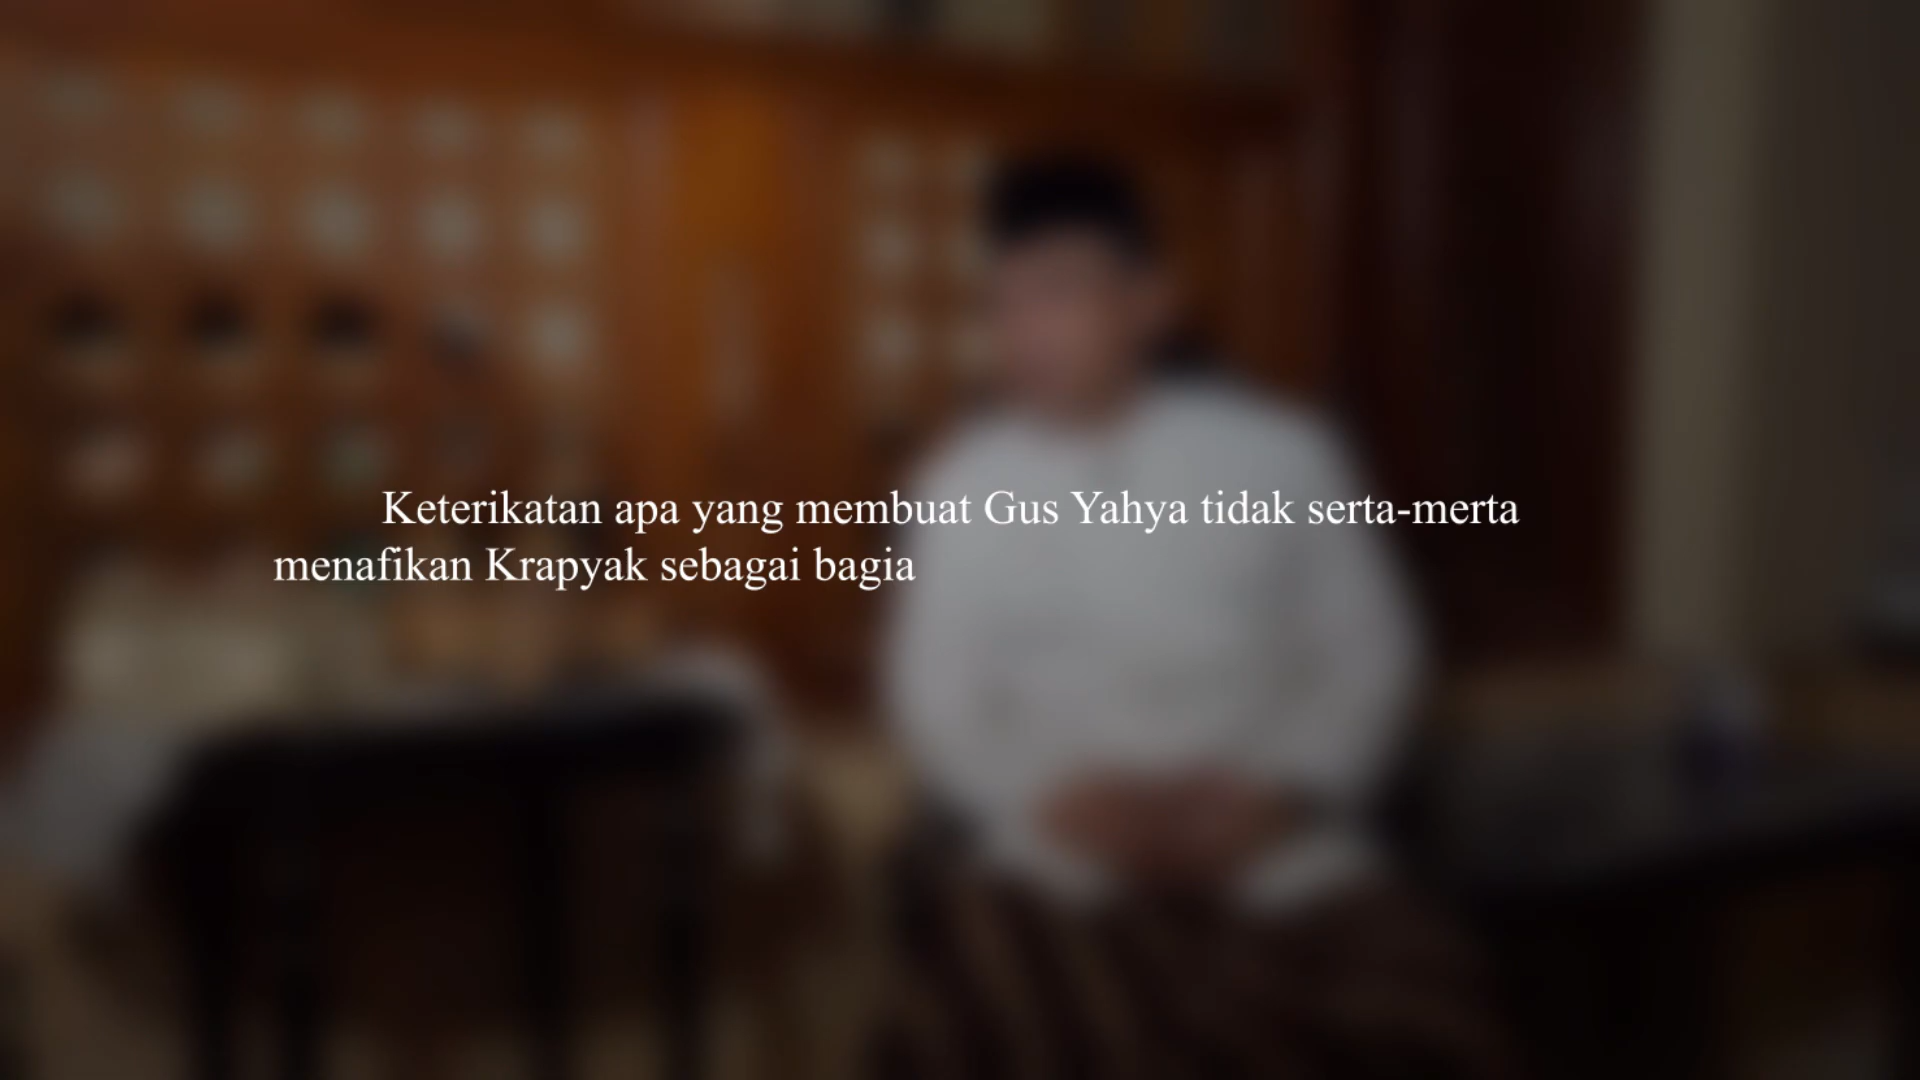 Keterikatan apa yang membuat Gus Yahya tidak serta-merta
menafikan Krapyak sebagai bagia